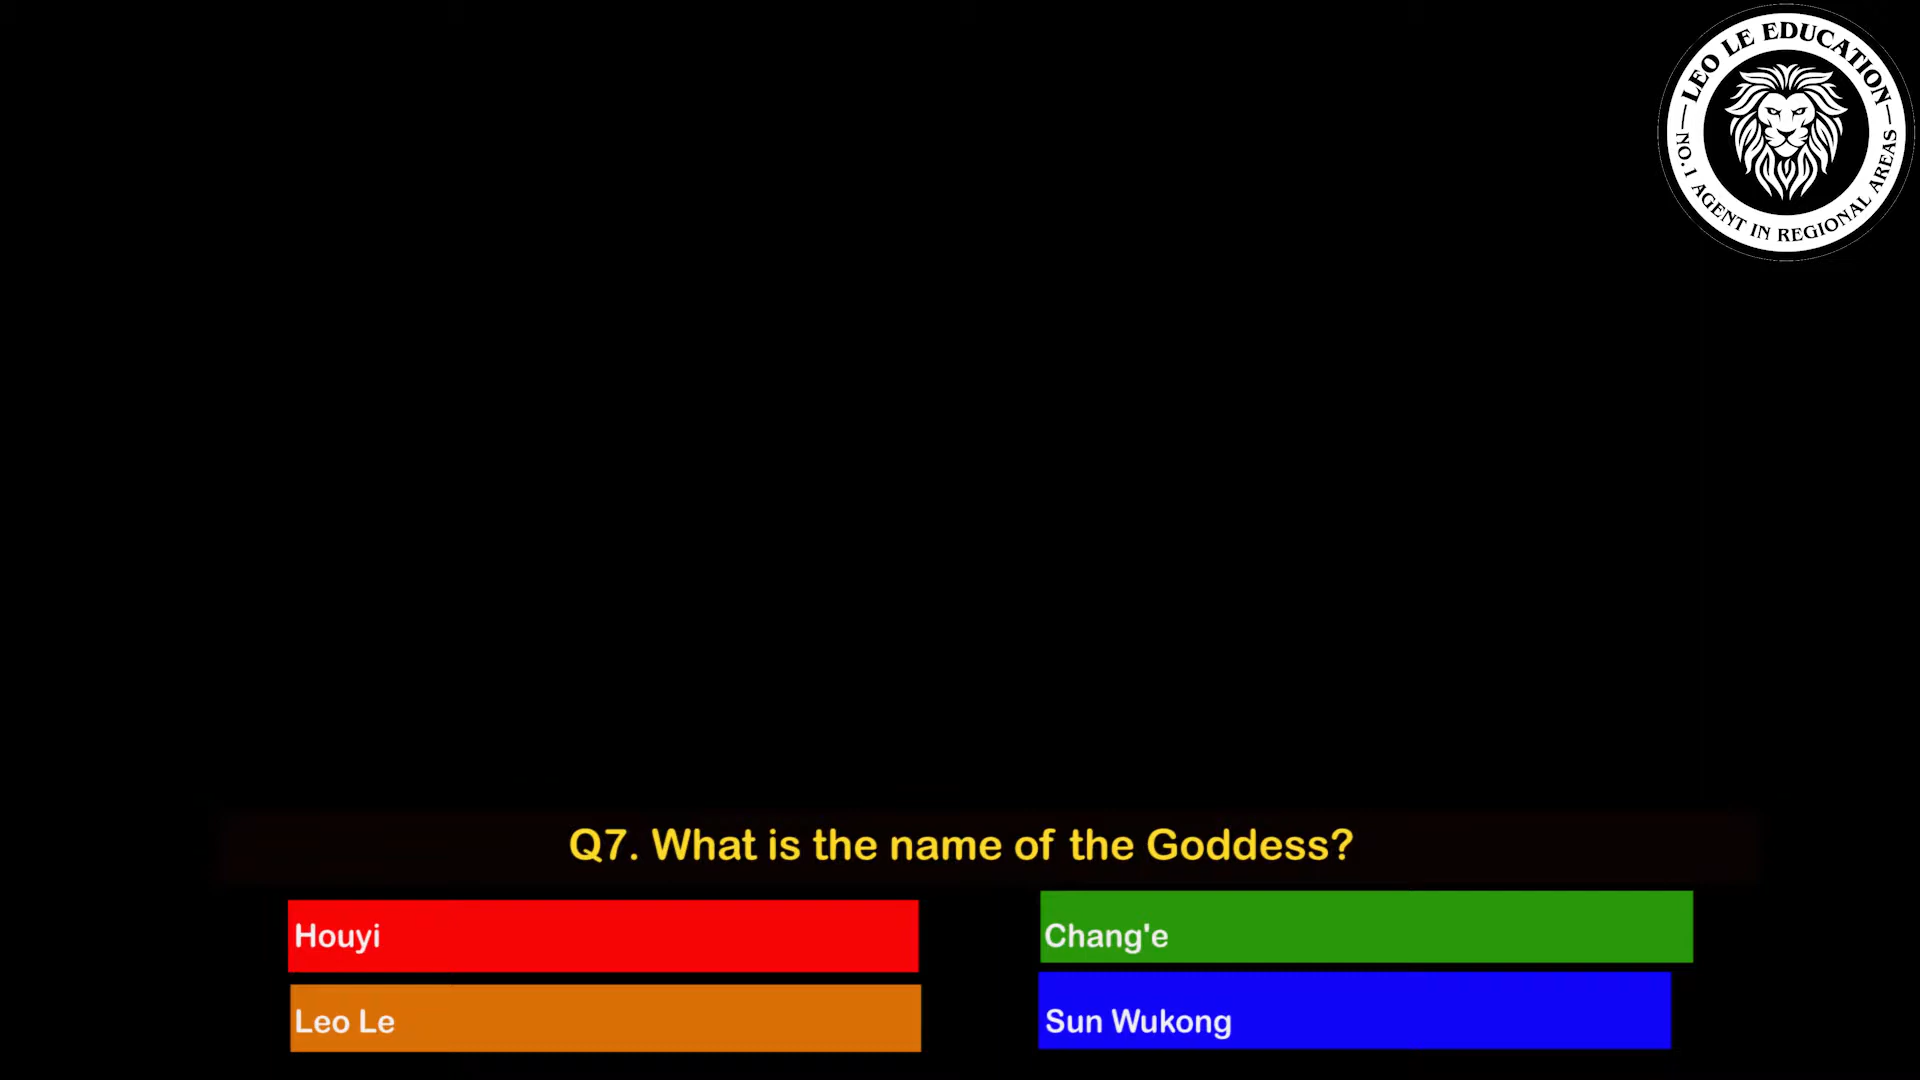 LEO LE EDUCATION
NO.1 AGENT IN REGIONAL AREAS
Q7. What is the name of the Goddess?
Houyi
Chang'e
Leo Le
Sun Wukong